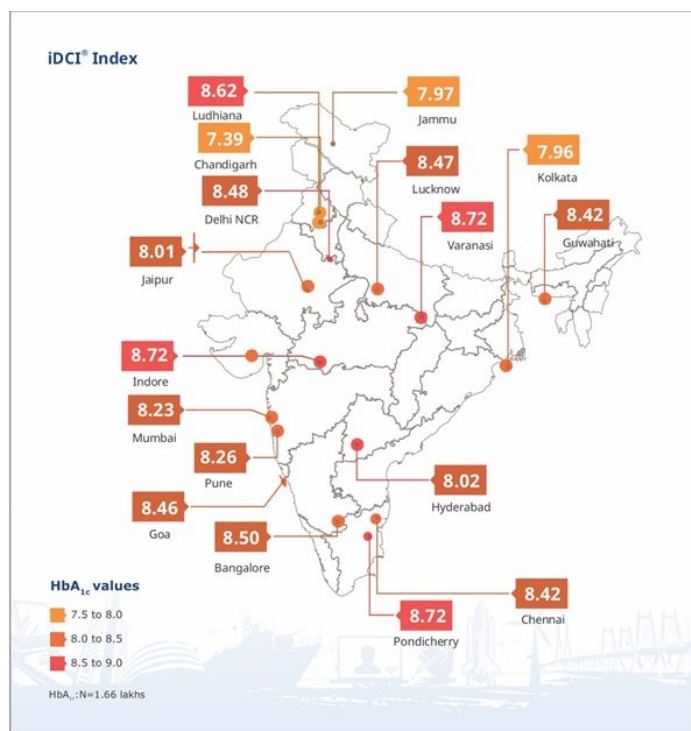 iDCI® Index
8.62
Ludhiana
7.97
Jammu
7.39
Chandigarh
8.47
Lucknow
7.96
Kolkata
8.48
Delhi NCR
8.72
Varanasi
8.42
Guwahati
8.01
Jaipur
8.72
Indore
8.23
Mumbai
8.26
Pune
8.02
Hyderabad
8.46
Goa
8.50
Bangalore
8.42
Chennai
8.72
Pondicherry
HbA1c values
7.5 to 8.0
8.0 to 8.5
8.5 to 9.0
HbA1c:N=1.66 lakhs